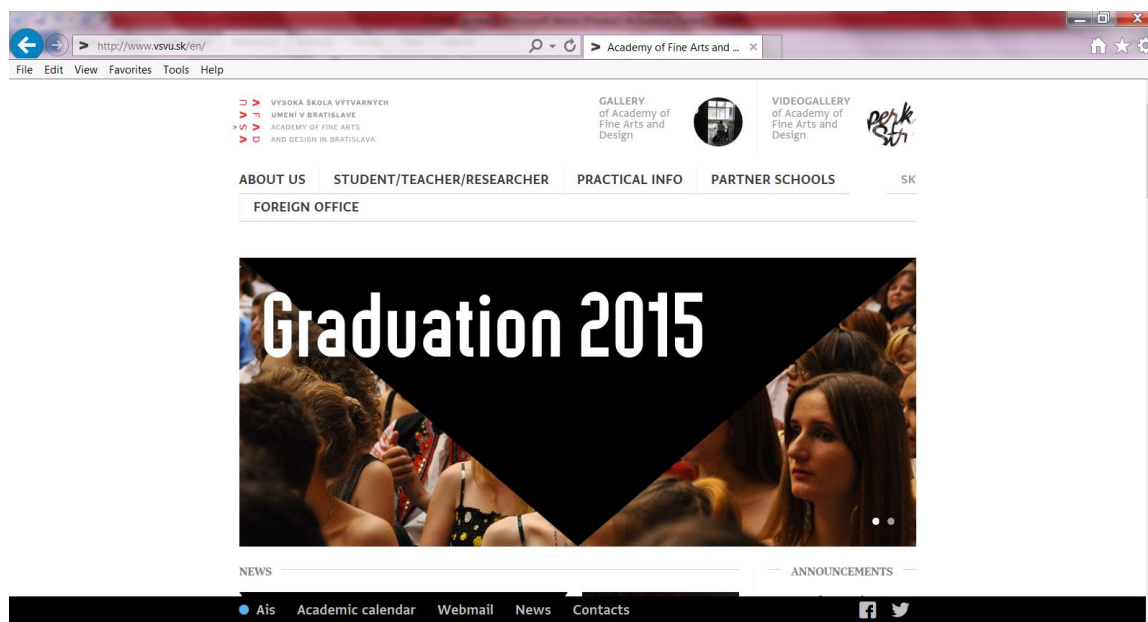 http://www.vsvu.sk/en/
Academy of Fine Arts and ...
File Edit View Favorites Tools Help
VYSOKÁ ŠKOLA VÝTVARNÝCH
UMENÍ V BRATISLAVE
ACADEMY OF FINE ARTS
AND DESIGN IN BRATISLAVA
GALLERY
of Academy of
Fine Arts and
Design
VIDEOGALLERY
of Academy of
Fine Arts and
Design
ABOUT US STUDENT/TEACHER/RESEARCHER PRACTICAL INFO PARTNER SCHOOLS SK
FOREIGN OFFICE
Graduation 2015
NEWS
ANNOUNCEMENTS
Ais Academic calendar Webmail News Contacts